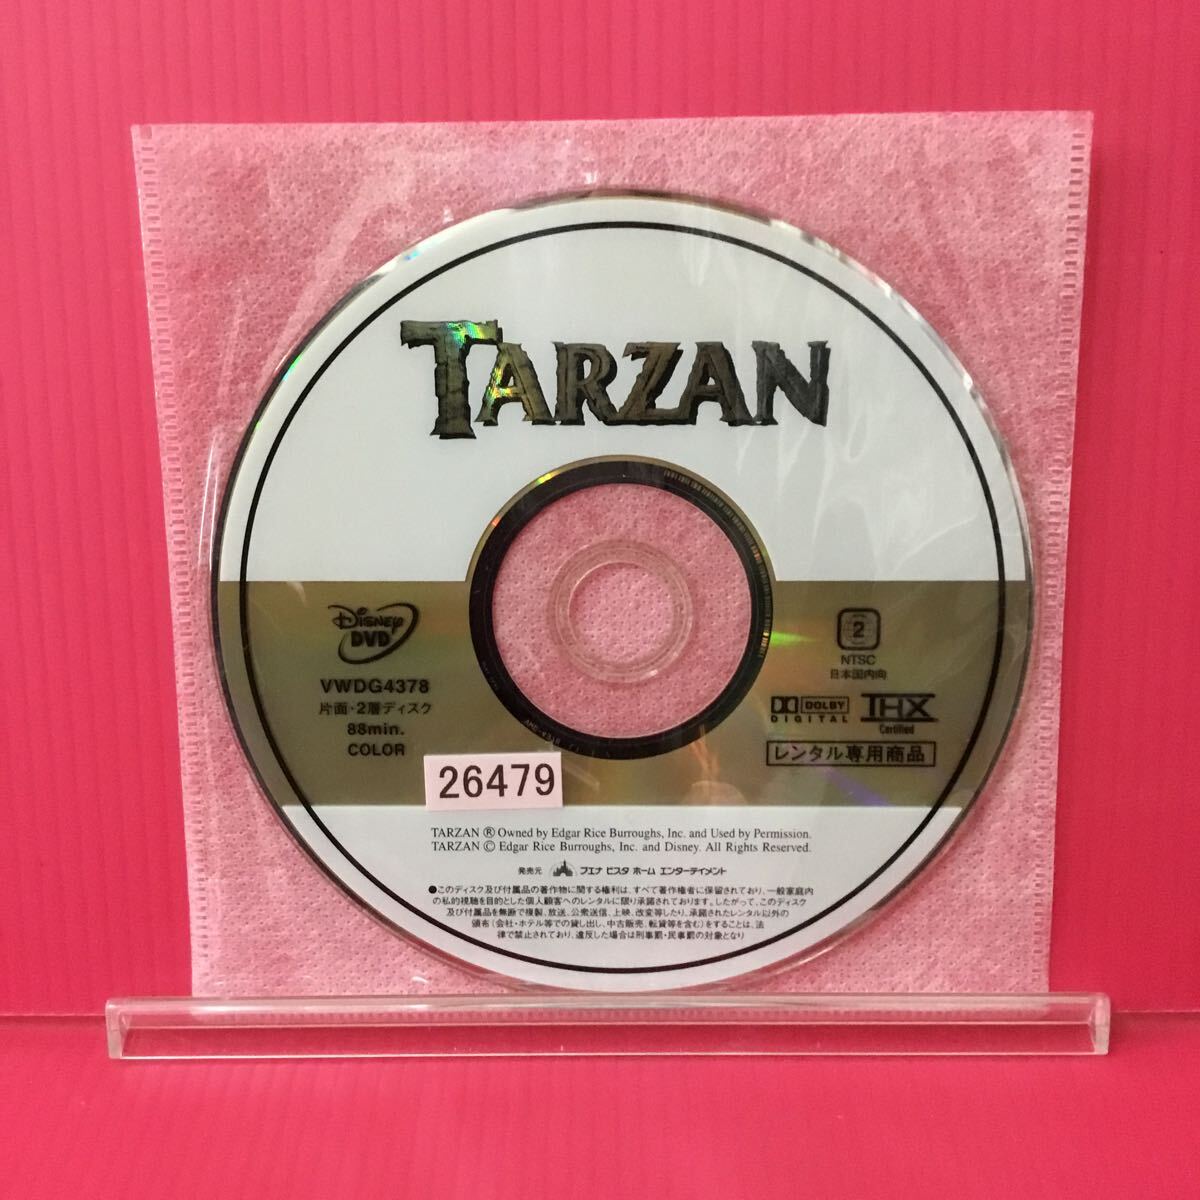 TARZAN
DISNEY
DVD
VWDG4378
片面・2層ディスク
88min.
COLOR
26479
2
NTSC
日本国内向
DOLBY
DIGITAL
THX
Certified
レンタル専用商品
TARZAN ® Owned by Edgar Rice Burroughs, Inc. and Used by Permission.
TARZAN © Edgar Rice Burroughs, Inc. and Disney. All Rights Reserved.
発売元 ブエナ ビスタ ホーム エンターテイメント
●このディスク及び付属品の著作物に関する権利は、すべて著作権者に保留されており、一般家庭内
の私的視聴を目的とした個人顧客へのレンタルに限り承諾されております。したがって、このディスク
及び付属品を無断で複製、放送、公衆送信、上映、改変等したり、承諾されたレンタル以外の
頒布(会社・ホテル等での貸し出し、中古販売、転貸等を含む)をすることは、法
律で禁止されており、違反した場合は刑事罰・民事罰の対象となり